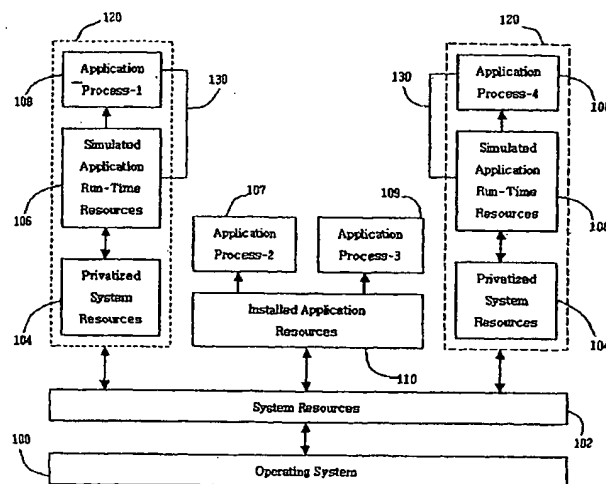 120
120
Application
Process-1
108
130
130
Application
Process-4
108
Simulated
Application
Run-Time
Resources
106
Simulated
Application
Run-Time
Resources
108
107
109
Application
Process-2
Application
Process-3
Privatized
System
Resources
104
Installed Application
Resources
110
Privatized
System
Resources
104
System Resources
102
100
Operating System